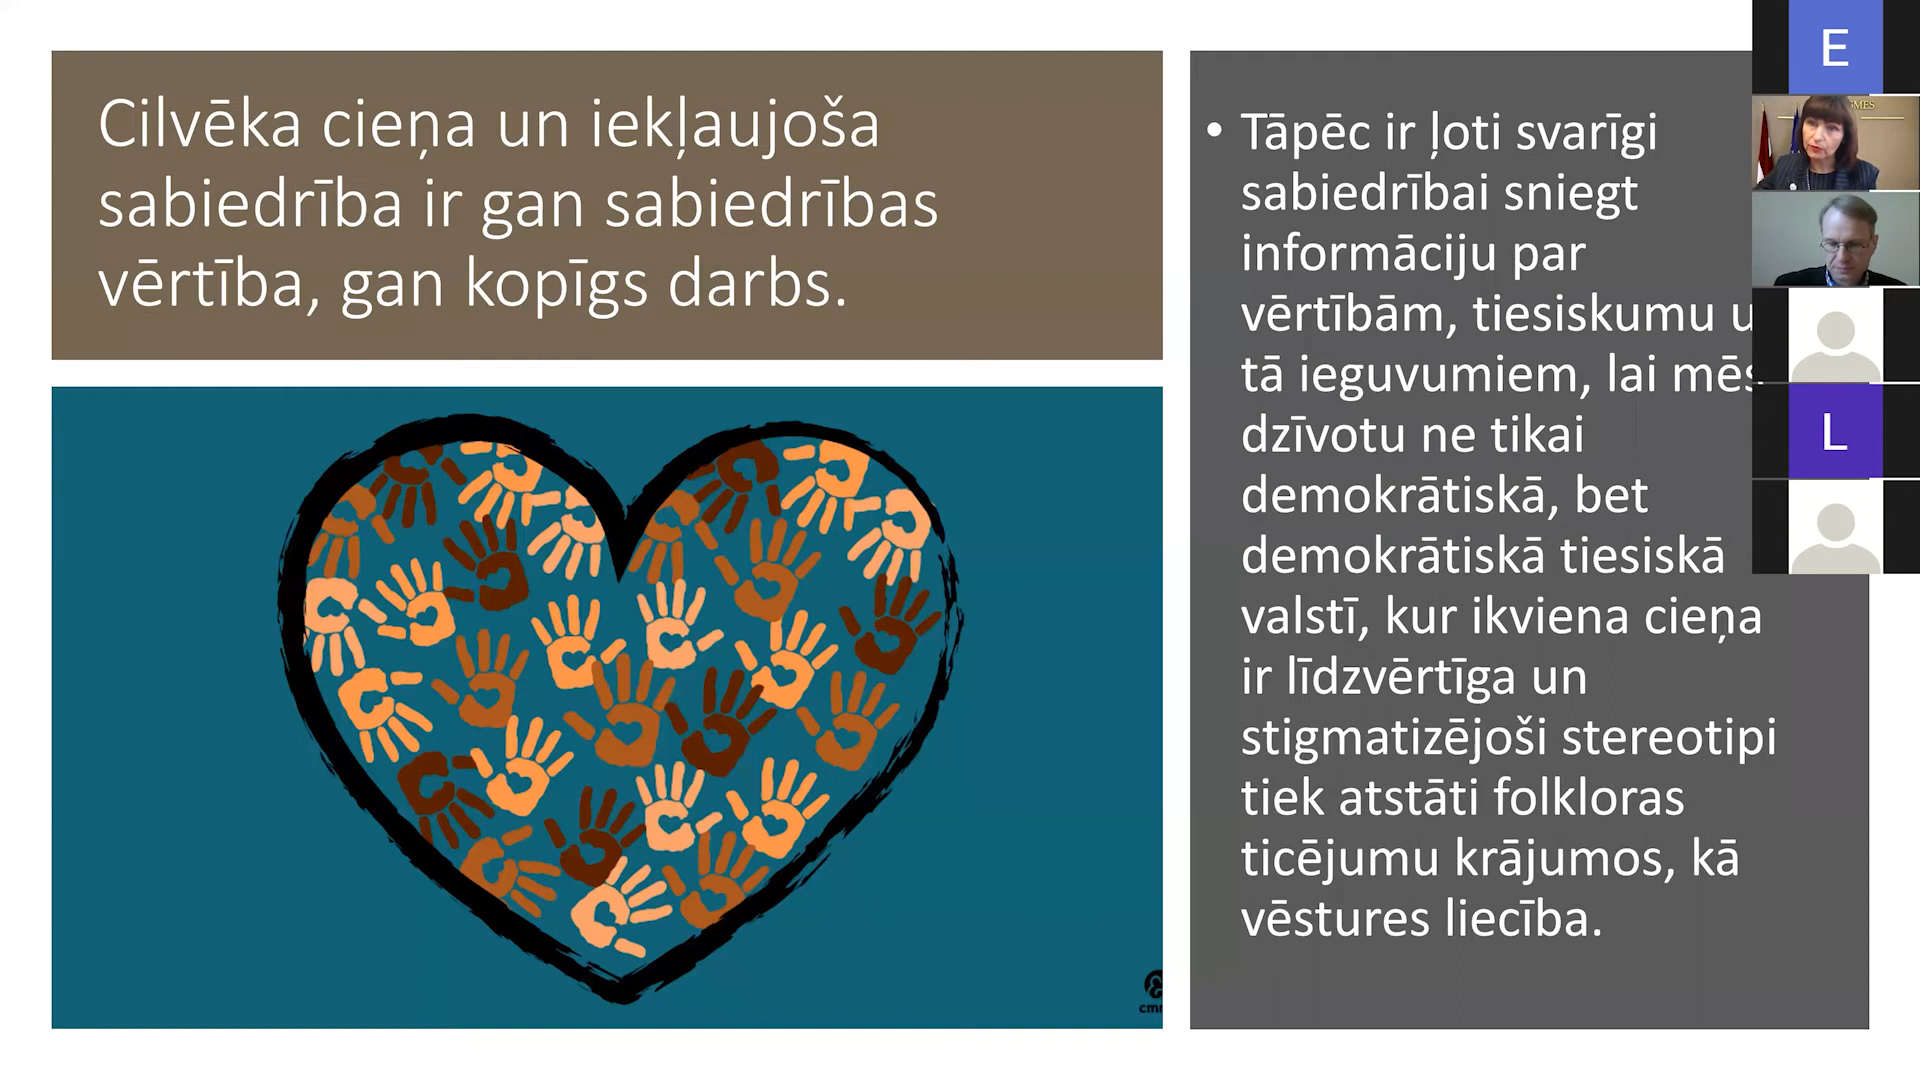 Cilvēka cieņa un iekļaujoša
sabiedrība ir gan sabiedrības
vērtība, gan kopīgs darbs.
• Tāpēc ir ļoti svarīgi
sabiedrībai sniegt
informāciju par
vērtībām, tiesiskumu
tā ieguvumiem, lai mēs
dzīvotu ne tikai
demokrātiskā, bet
demokrātiskā tiesiskā
valstī, kur ikviena cieņa
ir līdzvērtīga un
stigmatizējoši stereotipi
tiek atstāti folkloras
ticējumu krājumos, kā
vēstures liecība.
E
L